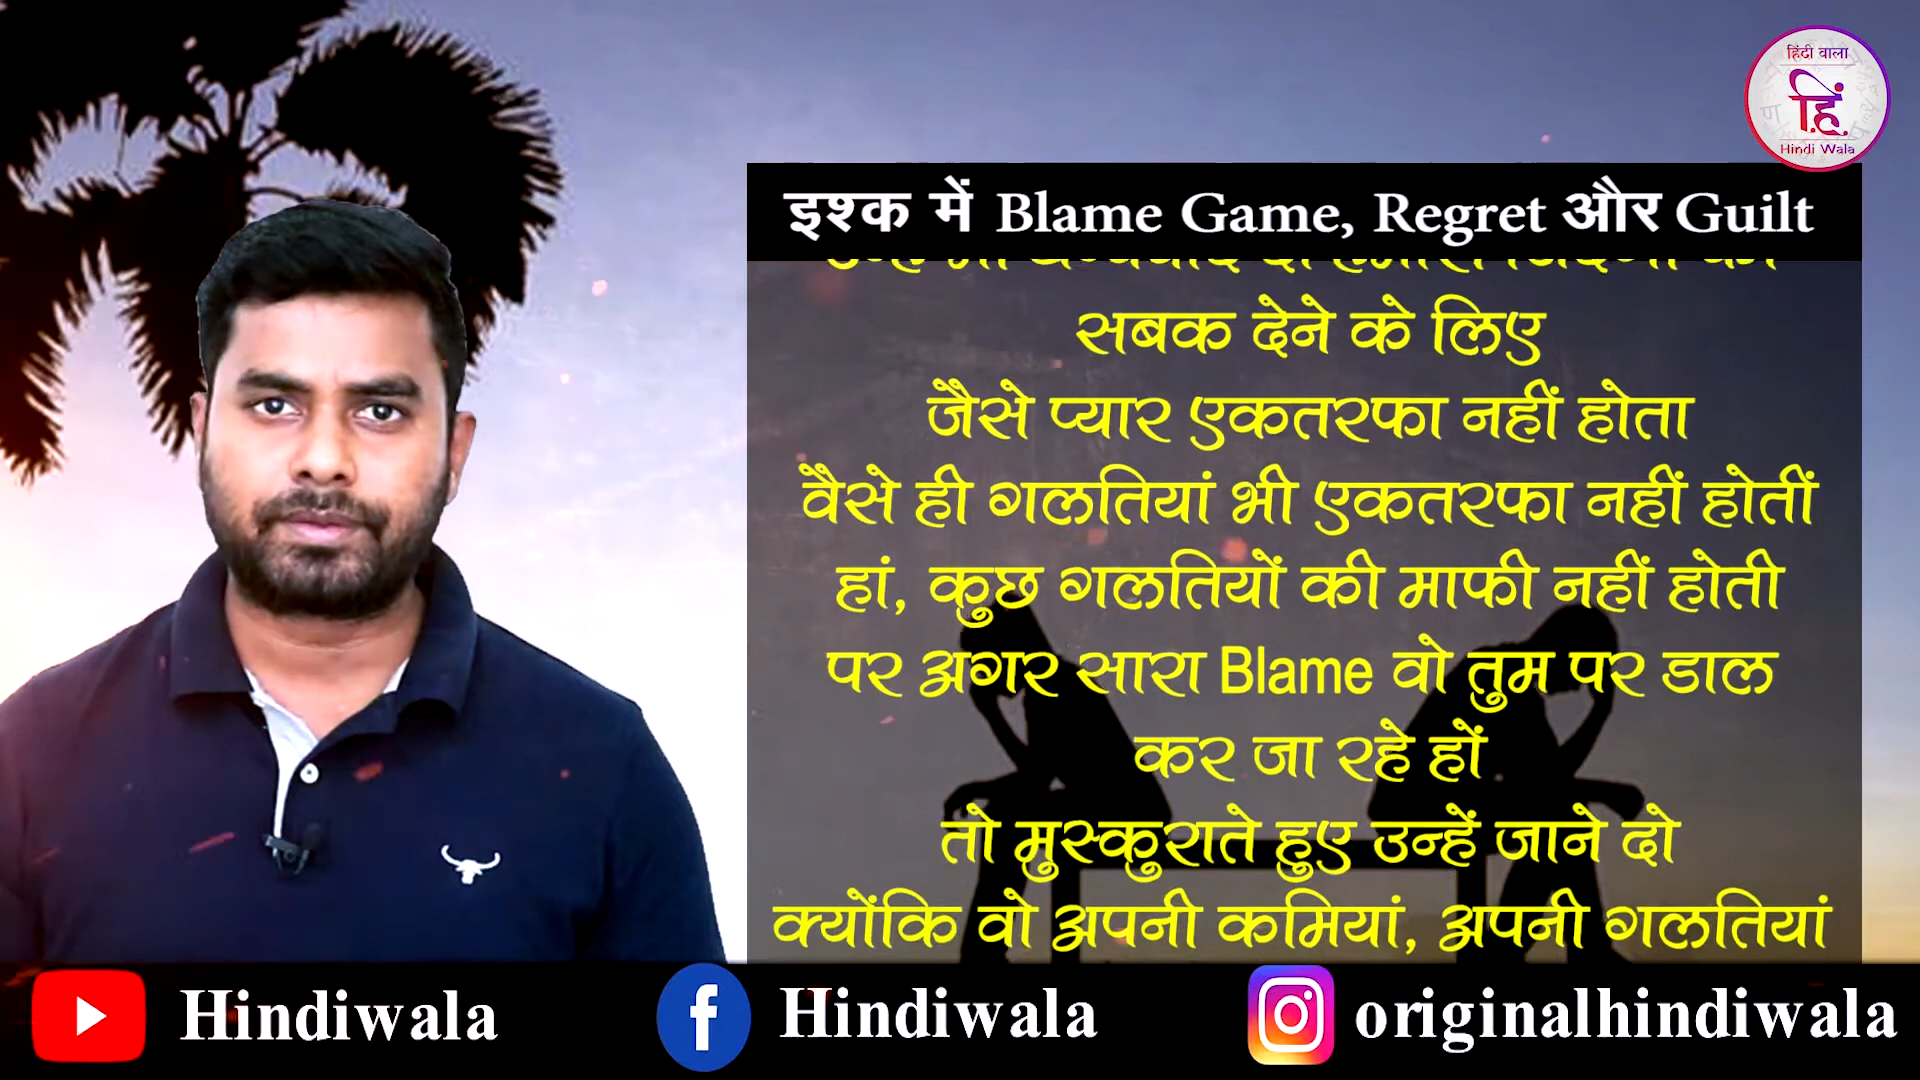 हिंदी वाला
हिं
Hindi Wala
इश्क में Blame Game, Regret और Guilt
सबक देने के लिए
जैसे प्यार एकतरफा नहीं होता
वैसे ही गलतियां भी एकतरफा नहीं होतीं
हां, कुछ गलतियों की माफी नहीं होती
पर अगर सारा Blame वो तुम पर डाल
कर जा रहे हों
तो मुस्कुराते हुए उन्हें जाने दो
क्योंकि वो अपनी कमियां, अपनी गलतियां
Hindiwala
Hindiwala
originalhindiwala